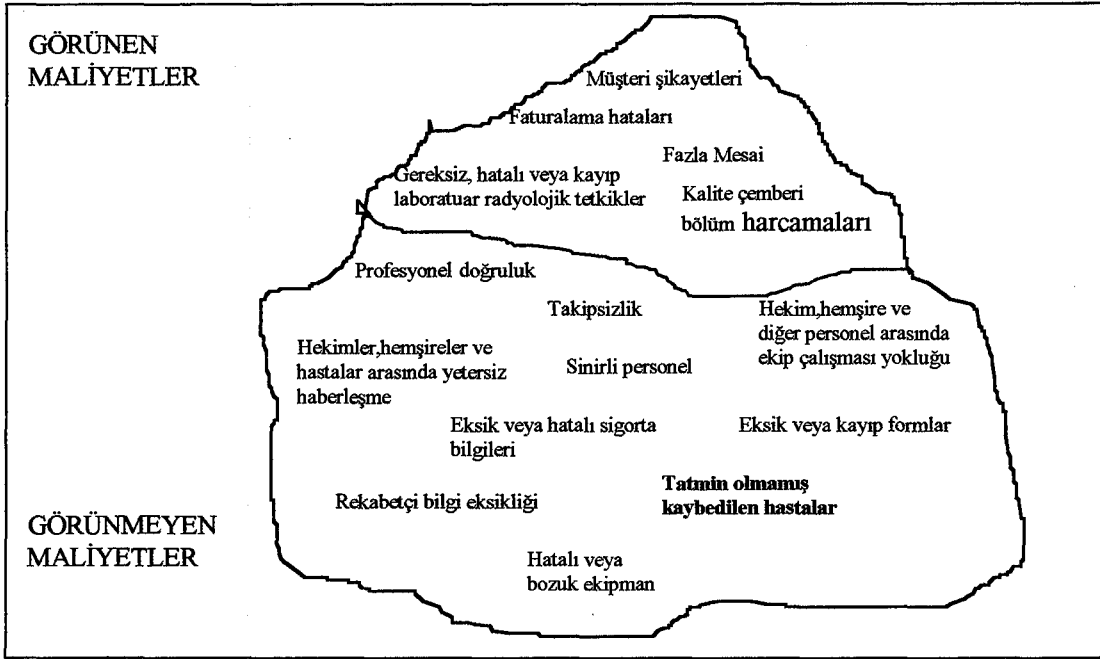 GÖRÜNEN
MALİYETLER
Müşteri şikayetleri
Faturalama hataları
Fazla Mesai
Gereksiz, hatalı veya kayıp
laboratuar radyolojik tetkikler
Kalite çemberi
bölüm harcamaları
Profesyonel doğruluk
Takipsizlik
Hekim,hemşire ve
diğer personel arasında
ekip çalışması yokluğu
Hekimler,hemşireler ve
hastalar arasında yetersiz
haberleşme
Sinirli personel
Eksik veya hatalı sigorta
bilgileri
Eksik veya kayıp formlar
Rekabetçi bilgi eksikliği
Tatmin olmamış
kaybedilen hastalar
GÖRÜNMEYEN
MALİYETLER
Hatalı veya
bozuk ekipman